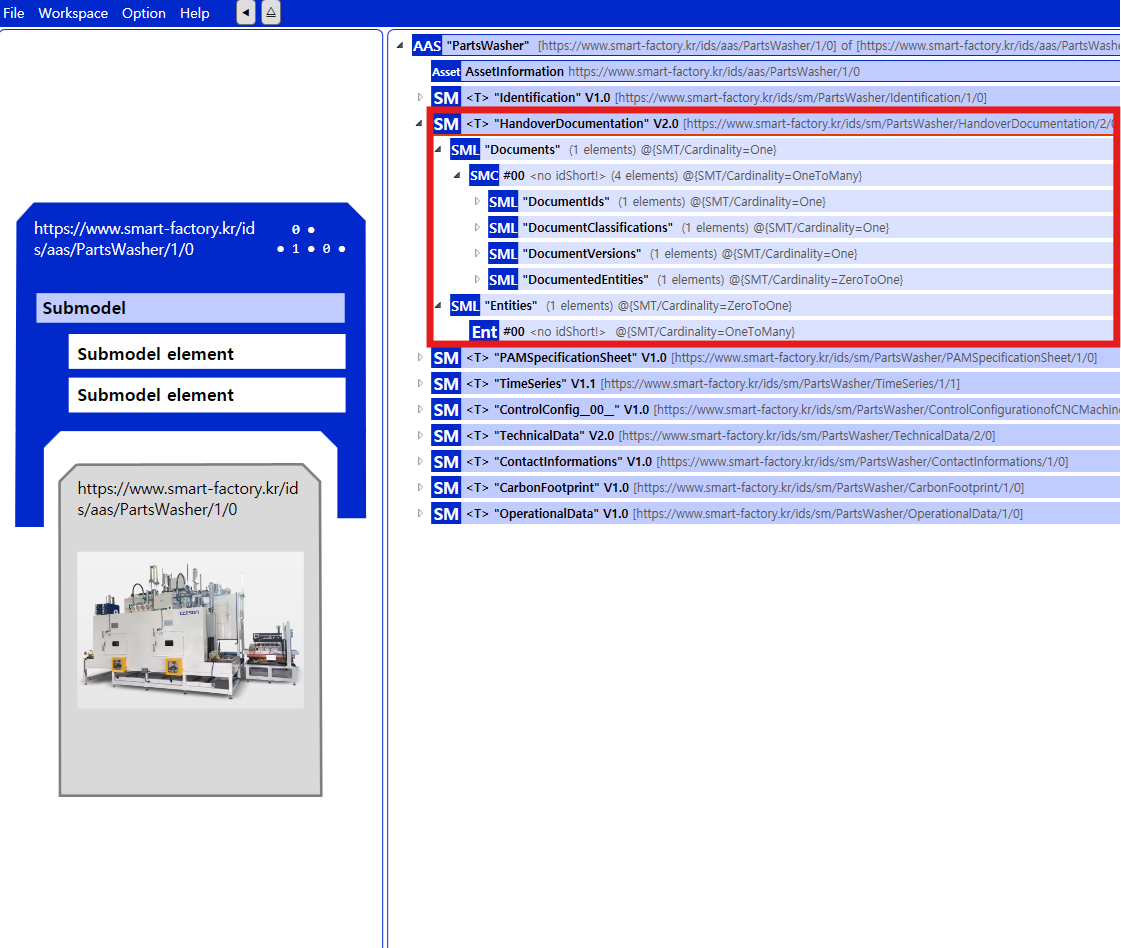 File Workspace Option Help
https://www.smart-factory.kr/id
s/aas/PartsWasher/1/0
0
1 0
Submodel
Submodel element
Submodel element
https://www.smart-factory.kr/id
s/aas/PartsWasher/1/0
AAS "PartsWasher" [https://www.smart-factory.kr/ids/aas/PartsWasher/1/0] of [https://www.smart-factory.kr/ids/aas/PartsWashe
Asset AssetInformation https://www.smart-factory.kr/ids/aas/PartsWasher/1/0
SM <T> "Identification" V1.0 [https://www.smart-factory.kr/ids/sm/PartsWasher/Identification/1/0]
SM <T> "HandoverDocumentation" V2.0 [https://www.smart-factory.kr/ids/sm/PartsWasher/HandoverDocumentation/2/0
SML "Documents" (1 elements) @{SMT/Cardinality=One}
SMC #00 <no idShort!> (4 elements) @{SMT/Cardinality=OneToMany}
SML "DocumentIds" (1 elements) @{SMT/Cardinality=One}
SML "DocumentClassifications" (1 elements) @{SMT/Cardinality=One}
SML "DocumentVersions" (1 elements) @{SMT/Cardinality=One}
SML "DocumentedEntities" (1 elements) @{SMT/Cardinality=ZeroToOne}
SML "Entities" (1 elements) @{SMT/Cardinality=ZeroToOne}
Ent #00 <no idShort!> @{SMT/Cardinality=OneToMany}
SM <T> "PAMSpecificationSheet" V1.0 [https://www.smart-factory.kr/ids/sm/PartsWasher/PAMSpecificationSheet/1/0]
SM <T> "TimeSeries" V1.1 [https://www.smart-factory.kr/ids/sm/PartsWasher/TimeSeries/1/1]
SM <T> "ControlConfig__00__" V1.0 [https://www.smart-factory.kr/ids/sm/PartsWasher/ControlConfigurationofCNCMachin
SM <T> "TechnicalData" V2.0 [https://www.smart-factory.kr/ids/sm/PartsWasher/TechnicalData/2/0]
SM <T> "ContactInformations" V1.0 [https://www.smart-factory.kr/ids/sm/PartsWasher/ContactInformations/1/0]
SM <T> "CarbonFootprint" V1.0 [https://www.smart-factory.kr/ids/sm/PartsWasher/CarbonFootprint/1/0]
SM <T> "OperationalData" V1.0 [https://www.smart-factory.kr/ids/sm/PartsWasher/OperationalData/1/0]